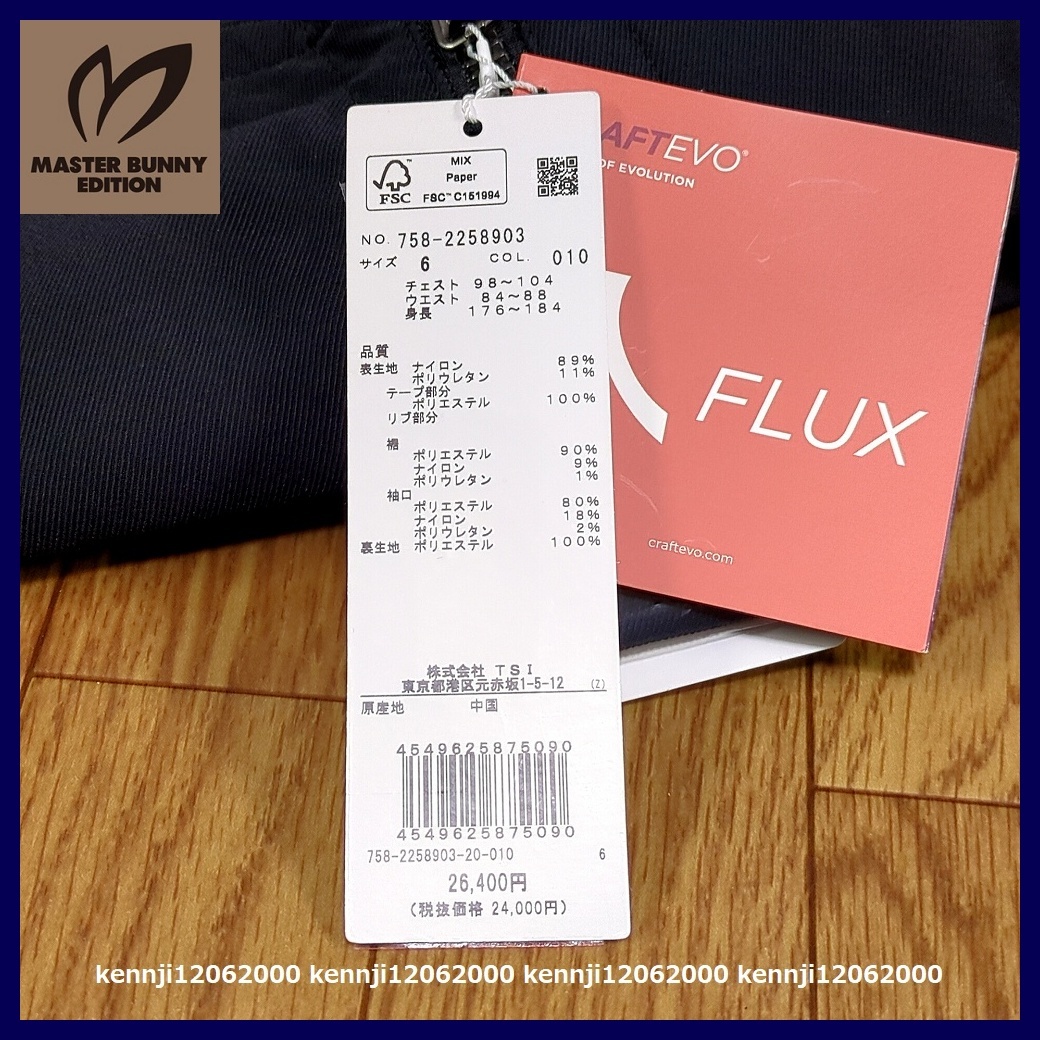 MASTER BUNNY
EDITION
FSC™
MIX
Paper
FSC™ C151994
NO. 758-2258903
サイズ 6 COL. 010
チェスト 98～104
ウエスト 84～88
身長 176～184
品質
表生地 ナイロン 89%
ポリウレタン 11%
テープ部分
ポリエステル 100%
リブ部分
裾
ポリエステル 90%
ナイロン 9%
ポリウレタン 1%
袖口
ポリエステル 80%
ナイロン 18%
ポリウレタン 2%
裏生地 ポリエステル 100%
株式会社 TSI
東京都港区元赤坂1-5-12 (Z)
原産地 中国
4549625875090
4549625875090
758-2258903-20-010 6
26,400円
(税抜価格 24,000円)
AFTEVO®
OF EVOLUTION
FLUX
craftevo.com
kennji12062000 kennji12062000 kennji12062000 kennji12062000